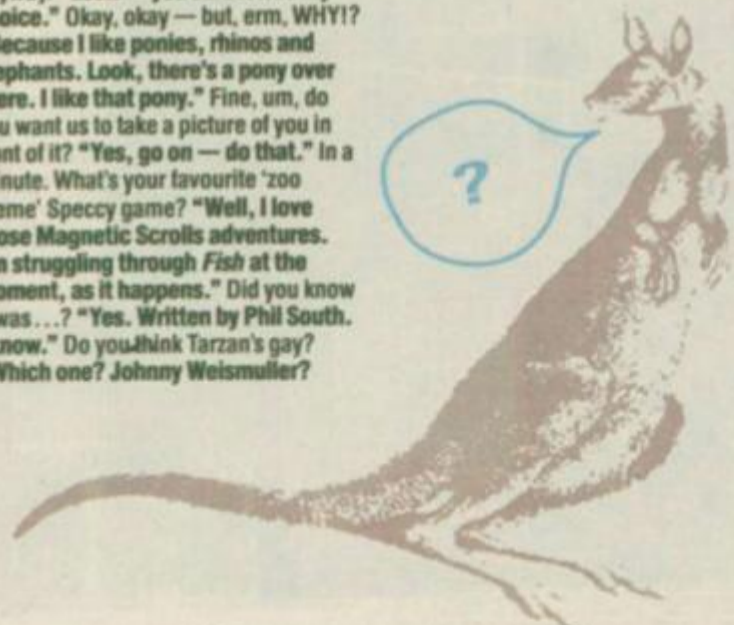 oice." Okay, okay — but, erm, WHY!?
ecause I like ponies, rhinos and
ephants. Look, there's a pony over
ere. I like that pony." Fine, um, do
u want us to take a picture of you in
ont of it? "Yes, go on — do that." In a
inute. What's your favourite 'zoo
eme' Speccy game? "Well, I love
ose Magnetic Scrolls adventures.
m struggling through Fish at the
oment, as it happens." Did you know
was...? "Yes. Written by Phil South.
now." Do you think Tarzan's gay?
Which one? Johnny Weismuller?
?